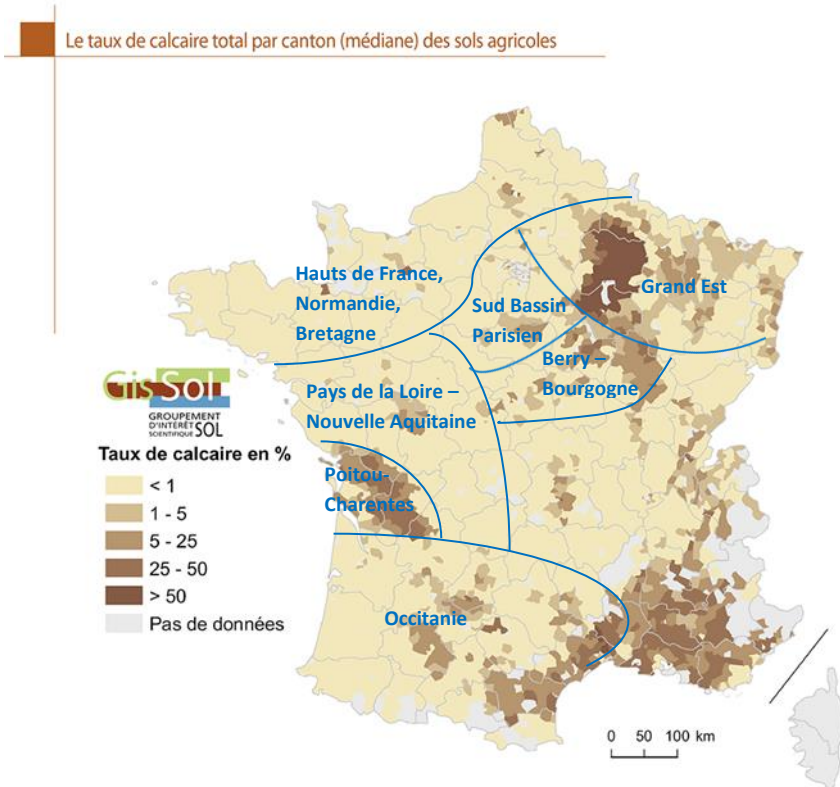 Le taux de calcaire total par canton (médiane) des sols agricoles
Hauts de France,
Normandie,
Bretagne
Sud Bassin
Parisien
Grand Est
Berry –
Bourgogne
Pays de la Loire –
Nouvelle Aquitaine
Poitou-
Charentes
Occitanie
GisSol
GROUPEMENT
D'INTÉRÊT
SCIENTIFIQUE SOL
Taux de calcaire en %
< 1
1 - 5
5 - 25
25 - 50
> 50
Pas de données
0 50 100 km